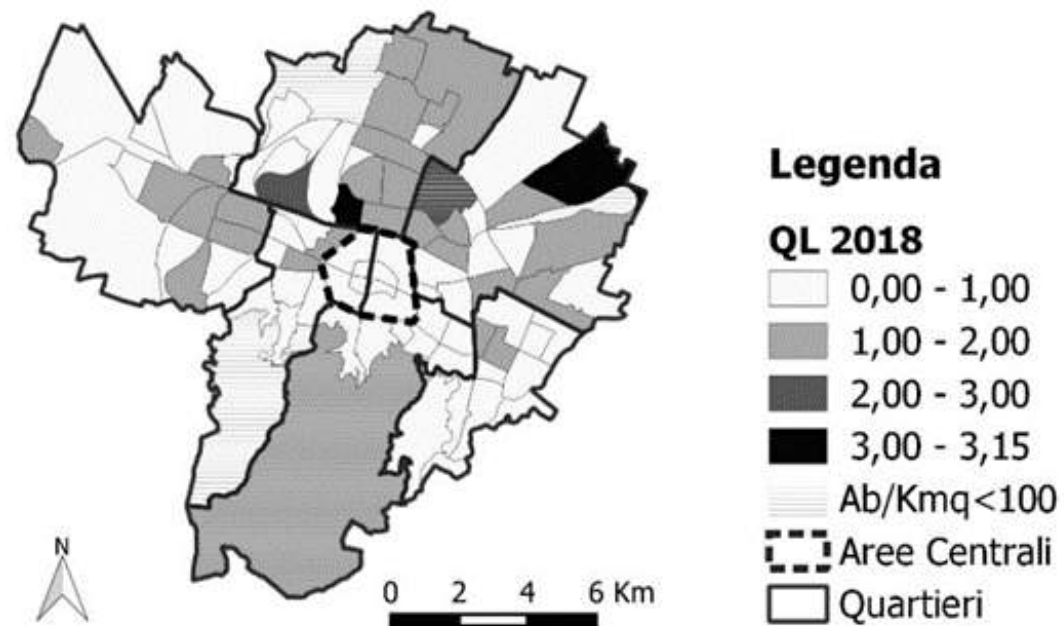 Legenda
QL 2018
0,00 - 1,00
1,00 - 2,00
2,00 - 3,00
3,00 - 3,15
Ab/Kmq<100
Aree Centrali
Quartieri
N
0 2 4 6 Km